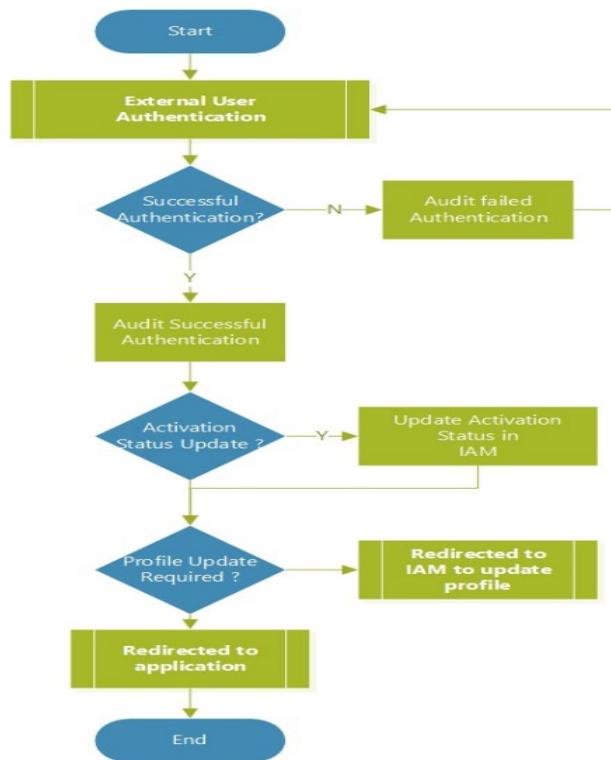 Start
External User
Authentication
Successful
Authentication?
N
Audit failed
Authentication
Y
Audit Successful
Authentication
Activation
Status Update ?
Y
Update Activation
Status in
IAM
Profile Update
Required ?
Redirected to
IAM to update
profile
Redirected to
application
End